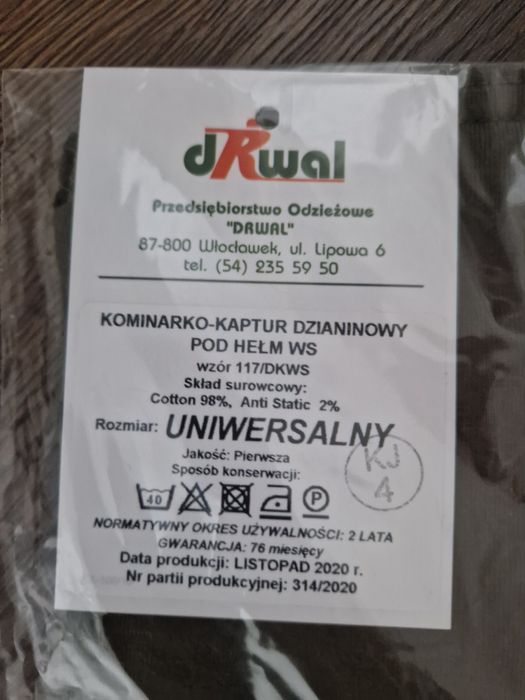 dRwal
Przedsiębiorstwo Odzieżowe
"DRWAL"
87-800 Włocławek, ul. Lipowa 6
tel. (54) 235 59 50
KOMINARKO-KAPTUR DZIANINOWY
POD HEŁM WS
wzór 117/DKWS
Skład surowcowy:
Cotton 98%, Anti Static 2%
Rozmiar: UNIWERSALNY
Jakość: Pierwsza
Sposób konserwacji:
KJ
4
40 P
NORMATYWNY OKRES UŻYWALNOŚCI: 2 LATA
GWARANCJA: 76 miesięcy
Data produkcji: LISTOPAD 2020 r.
Nr partii produkcyjnej: 314/2020